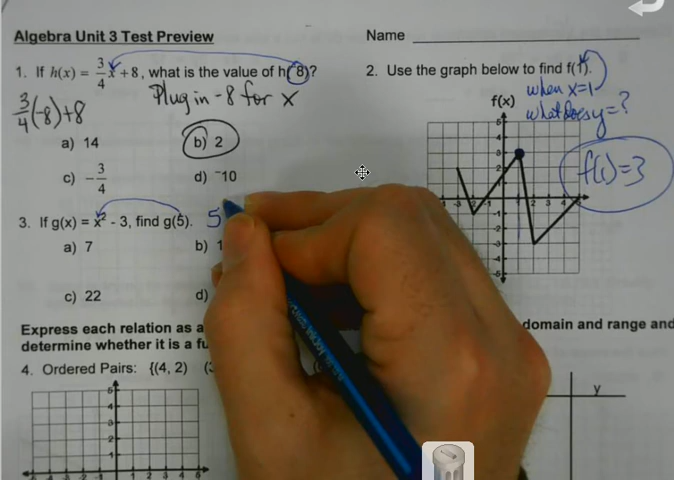 Algebra Unit 3 Test Preview
Name
1. If h(x) = 3/4 x + 8, what is the value of h(-8)?
Plug in -8 for x
3/4(-8)+8
a) 14
b) 2
c) -3/4
d) -10
2. Use the graph below to find f(1).
when x=1
what does y=?
f(x)
f(1)=3
3. If g(x) = x² - 3, find g(5). 5
a) 7
b) 1
c) 22
d)
Express each relation as a
domain and range and
determine whether it is a fu
4. Ordered Pairs: {(4, 2)
y